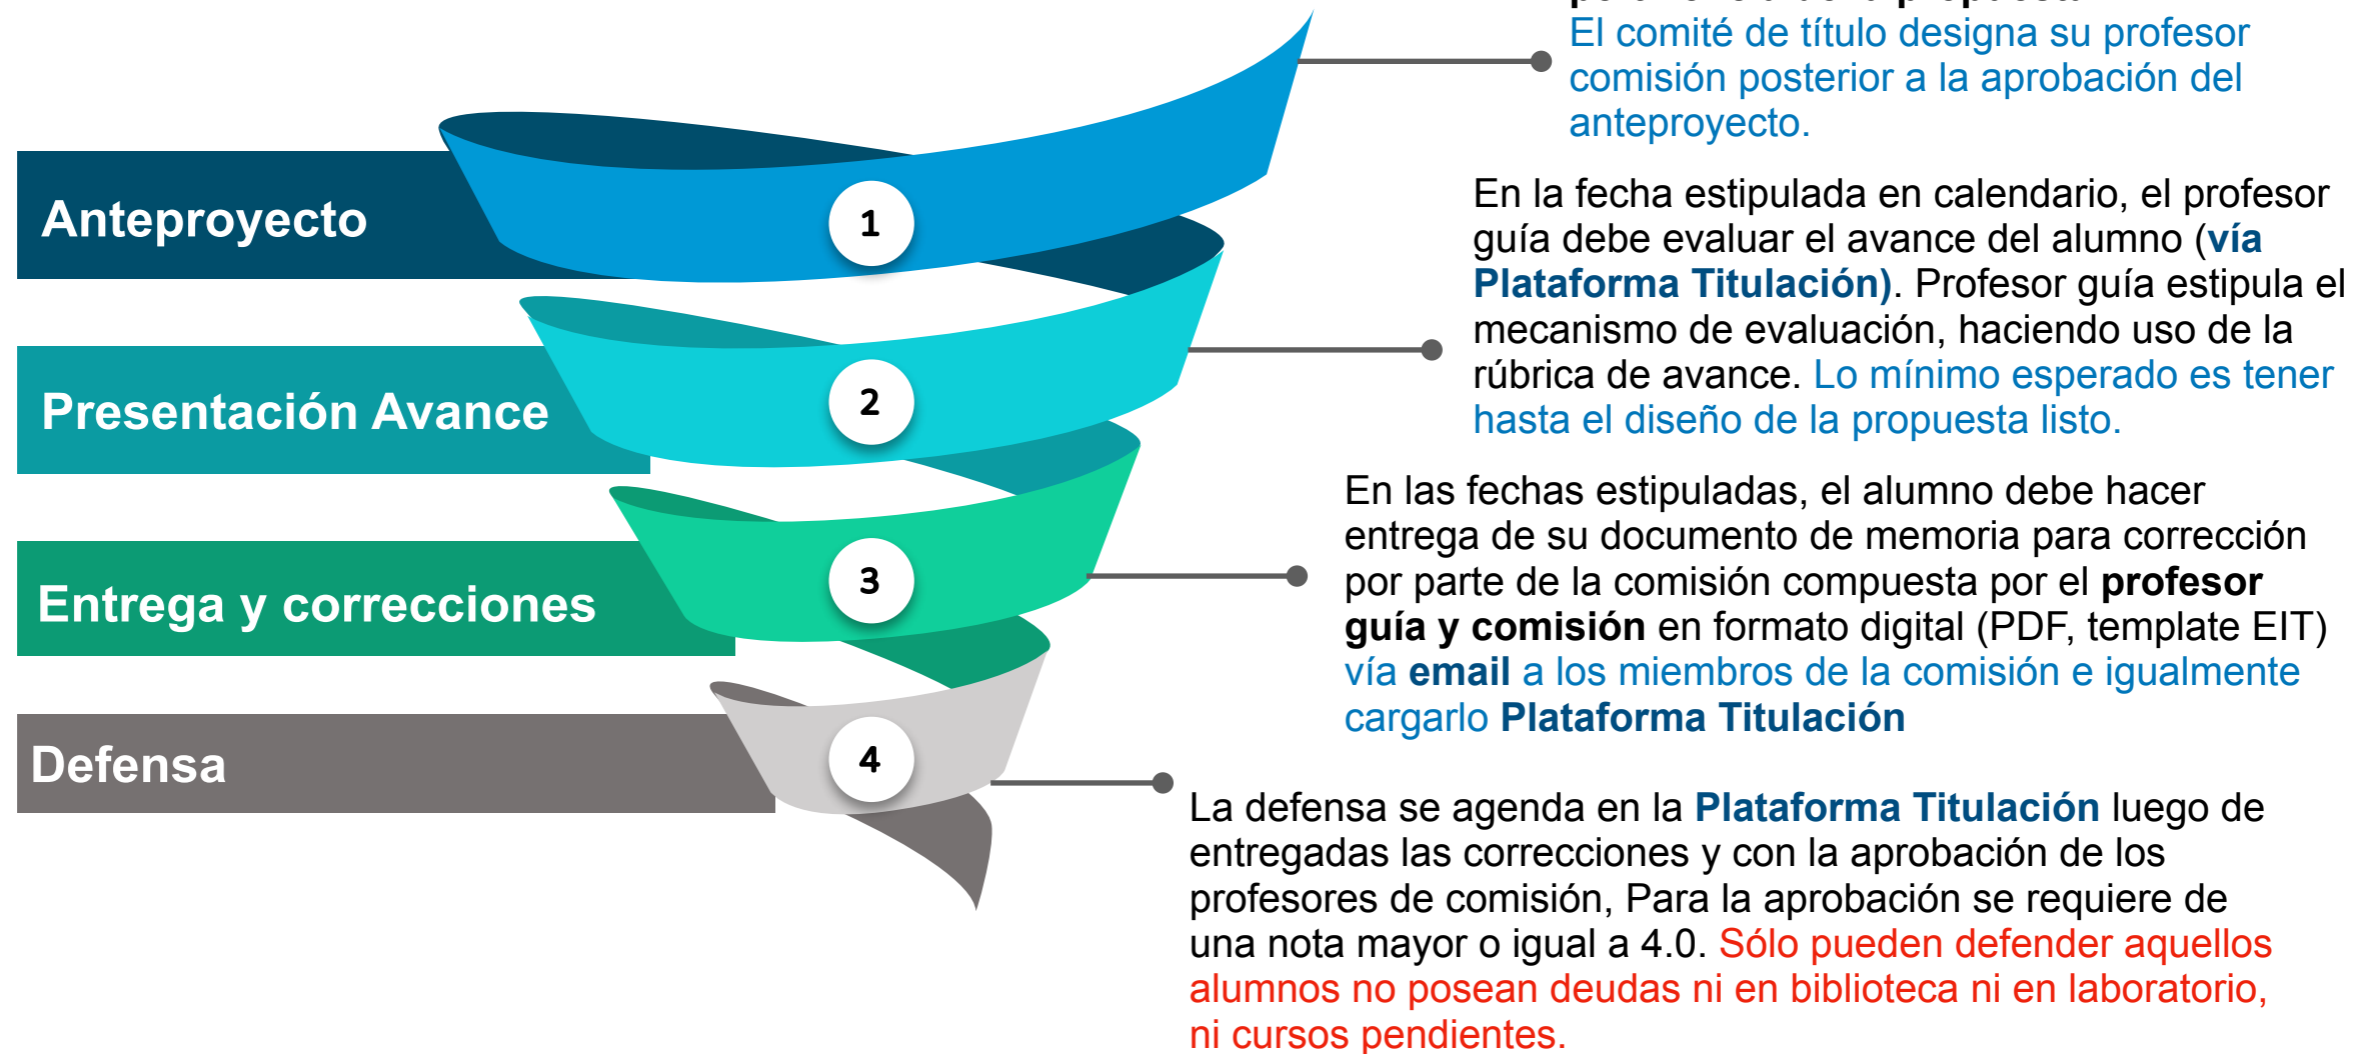 El comité de título designa su profesor
comisión posterior a la aprobación del
anteproyecto.
Anteproyecto
1
En la fecha estipulada en calendario, el profesor
guía debe evaluar el avance del alumno (vía
Plataforma Titulación). Profesor guía estipula el
mecanismo de evaluación, haciendo uso de la
rúbrica de avance. Lo mínimo esperado es tener
hasta el diseño de la propuesta listo.
Presentación Avance
2
En las fechas estipuladas, el alumno debe hacer
entrega de su documento de memoria para corrección
por parte de la comisión compuesta por el profesor
guía y comisión en formato digital (PDF, template EIT)
vía email a los miembros de la comisión e igualmente
cargarlo Plataforma Titulación
Entrega y correcciones
3
Defensa
4
La defensa se agenda en la Plataforma Titulación luego de
entregadas las correcciones y con la aprobación de los
profesores de comisión, Para la aprobación se requiere de
una nota mayor o igual a 4.0. Sólo pueden defender aquellos
alumnos no posean deudas ni en biblioteca ni en laboratorio,
ni cursos pendientes.